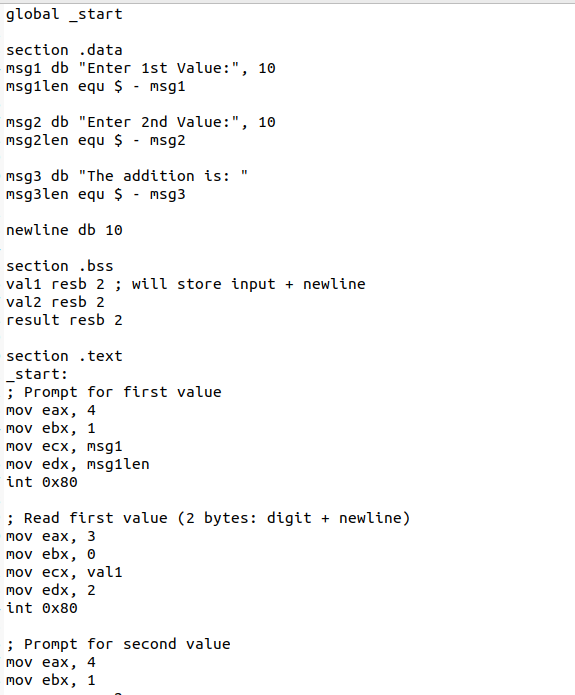 global _start
section .data
msg1 db "Enter 1st Value:", 10
msg1len equ $ - msg1
msg2 db "Enter 2nd Value:", 10
msg2len equ $ - msg2
msg3 db "The addition is: "
msg3len equ $ - msg3
newline db 10
section .bss
val1 resb 2 ; will store input + newline
val2 resb 2
result resb 2
section .text
_start:
; Prompt for first value
mov eax, 4
mov ebx, 1
mov ecx, msg1
mov edx, msg1len
int 0x80
; Read first value (2 bytes: digit + newline)
mov eax, 3
mov ebx, 0
mov ecx, val1
mov edx, 2
int 0x80
; Prompt for second value
mov eax, 4
mov ebx, 1